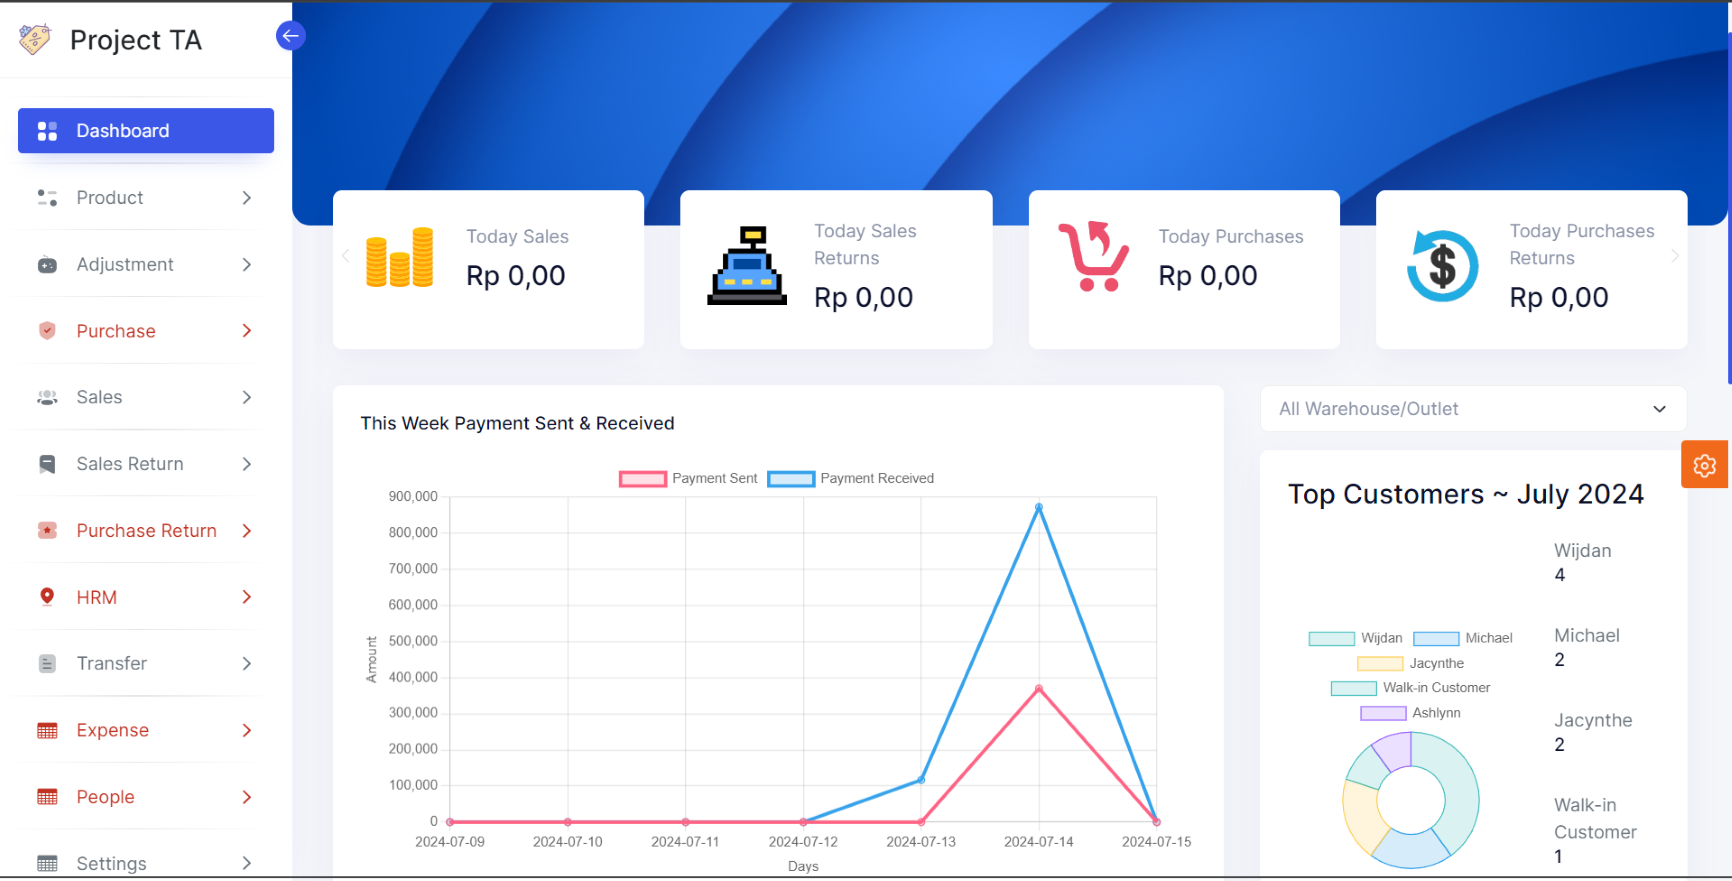 Project TA
Dashboard
Product
Adjustment
Purchase
Sales
Sales Return
Purchase Return
HRM
Transfer
Expense
People
Settings
Today Sales
Rp 0,00
Today Sales
Returns
Rp 0,00
Today Purchases
Rp 0,00
Today Purchases
Returns
Rp 0,00
This Week Payment Sent & Received
Payment Sent
Payment Received
900,000
800,000
700,000
600,000
500,000
400,000
300,000
200,000
100,000
0
Amount
2024-07-09
2024-07-10
2024-07-11
2024-07-12
2024-07-13
2024-07-14
2024-07-15
Days
All Warehouse/Outlet
Top Customers ~ July 2024
Wijdan
Michael
Jacynthe
Walk-in Customer
Ashlynn
Wijdan
4
Michael
2
Jacynthe
2
Walk-in
Customer
1